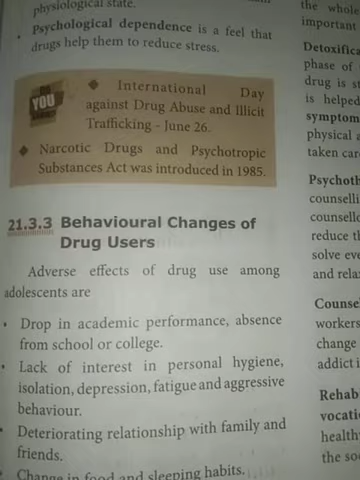 physiological state.
• Psychological dependence is a feel that
drugs help them to reduce stress.
YOU
◆ International Day
against Drug Abuse and Illicit
Trafficking - June 26.
◆ Narcotic Drugs and Psychotropic
Substances Act was introduced in 1985.
21.3.3 Behavioural Changes of
Drug Users
Adverse effects of drug use among
adolescents are
• Drop in academic performance, absence
from school or college.
• Lack of interest in personal hygiene,
isolation, depression, fatigue and aggressive
behaviour.
• Deteriorating relationship with family and
friends.
• Change in food and sleeping habits.
the whole
important
Detoxifica
phase of
drug is st
is helped
symptom
physical a
taken car
Psychoth
counselli
counsello
reduce th
solve eve
and rela
Counse
workers
change
addict i
Rehab
vocatio
health
the so